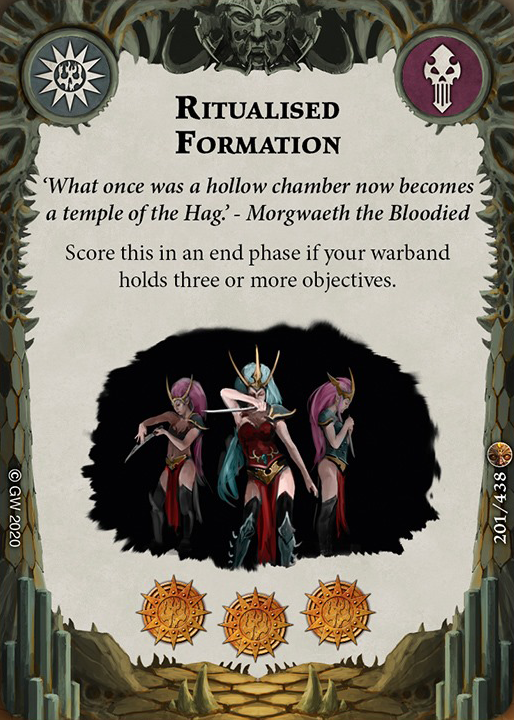 RITUALISED
FORMATION
‘What once was a hollow chamber now becomes
a temple of the Hag.’ - Morgwaeth the Bloodied
Score this in an end phase if your warband
holds three or more objectives.
© GW 2020
201/438